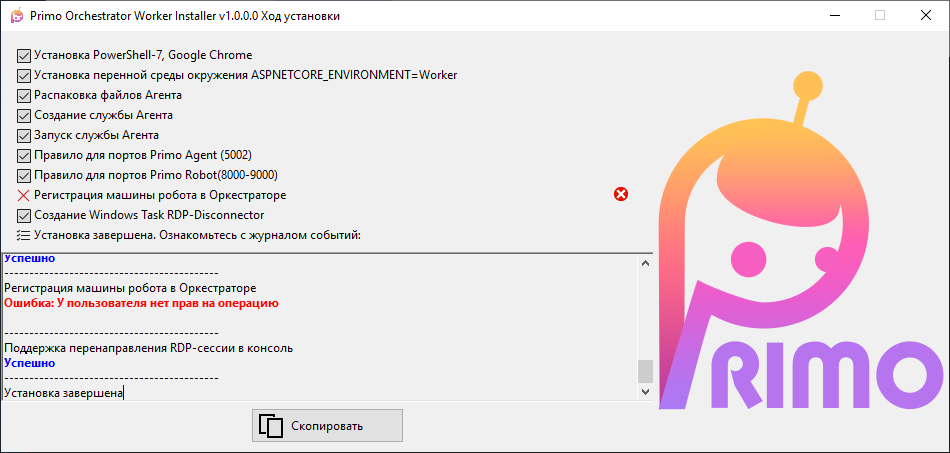 Primo Orchestrator Worker Installer v1.0.0.0 Ход установки
Установка PowerShell-7, Google Chrome
Установка перенной среды окружения ASPNETCORE_ENVIRONMENT=Worker
Распаковка файлов Агента
Создание службы Агента
Запуск службы Агента
Правило для портов Primo Agent (5002)
Правило для портов Primo Robot(8000-9000)
Регистрация машины робота в Оркестраторе
Создание Windows Task RDP-Disconnector
Установка завершена. Ознакомьтесь с журналом событий:
Успешно
-------------------------------------------
Регистрация машины робота в Оркестраторе
Ошибка: У пользователя нет прав на операцию
-------------------------------------------
Поддержка перенаправления RDP-сессии в консоль
Успешно
-------------------------------------------
Установка завершена
Скопировать
PRIMO